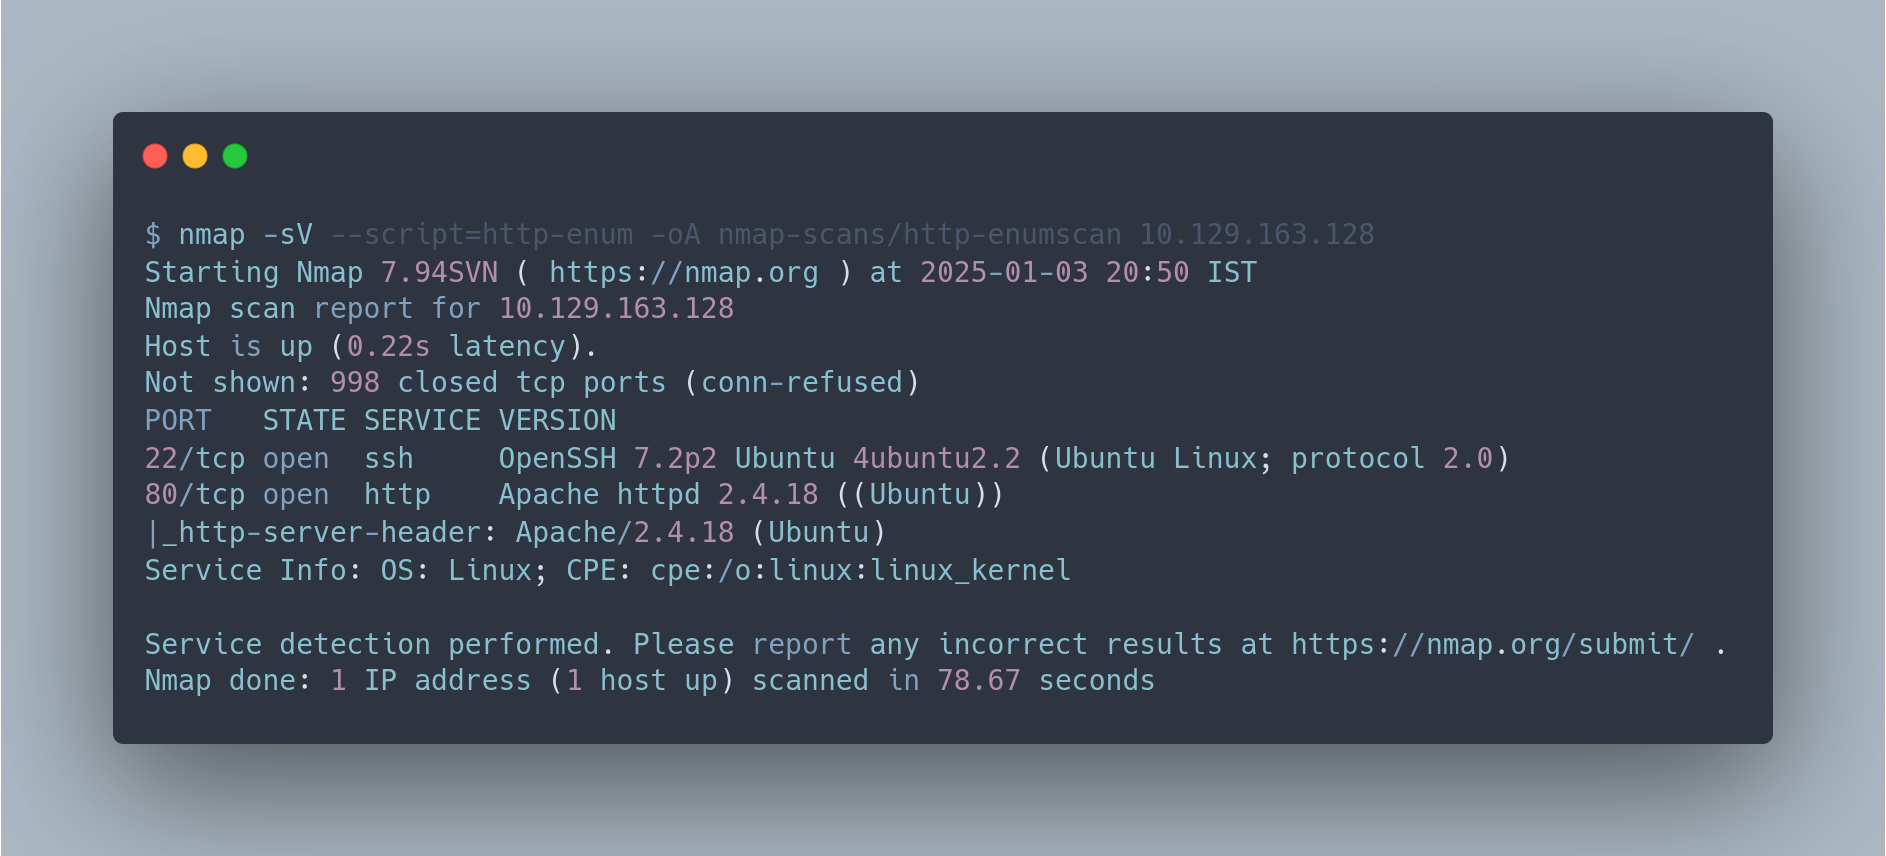 $ nmap -sV --script=http-enum -oA nmap-scans/http-enumscan 10.129.163.128
Starting Nmap 7.94SVN ( https://nmap.org ) at 2025-01-03 20:50 IST
Nmap scan report for 10.129.163.128
Host is up (0.22s latency).
Not shown: 998 closed tcp ports (conn-refused)
PORT   STATE SERVICE VERSION
22/tcp open  ssh     OpenSSH 7.2p2 Ubuntu 4ubuntu2.2 (Ubuntu Linux; protocol 2.0)
80/tcp open  http    Apache httpd 2.4.18 ((Ubuntu))
|_http-server-header: Apache/2.4.18 (Ubuntu)
Service Info: OS: Linux; CPE: cpe:/o:linux:linux_kernel
Service detection performed. Please report any incorrect results at https://nmap.org/submit/ .
Nmap done: 1 IP address (1 host up) scanned in 78.67 seconds